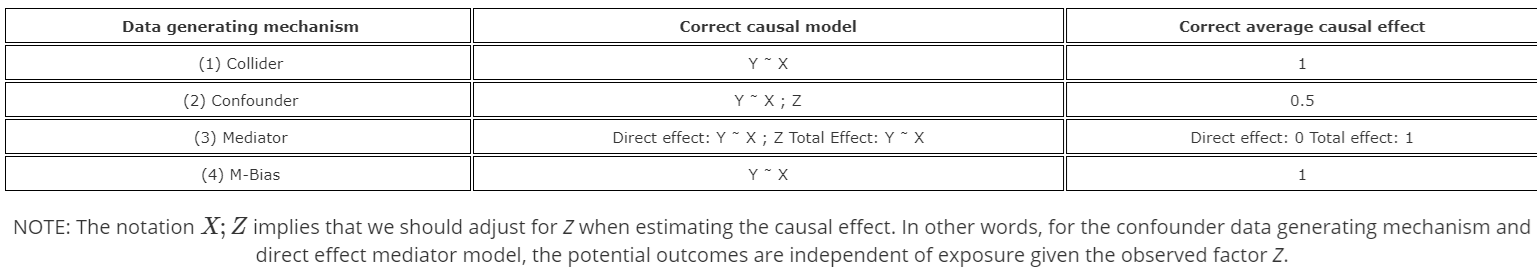 Data generating mechanism Correct causal model Correct average causal effect
(1) Collider Y ~ X 1
(2) Confounder Y ~ X ; Z 0.5
(3) Mediator Direct effect: Y ~ X ; Z Total Effect: Y ~ X Direct effect: 0 Total effect: 1
(4) M-Bias Y ~ X 1
NOTE: The notation X; Z implies that we should adjust for Z when estimating the causal effect. In other words, for the confounder data generating mechanism and
direct effect mediator model, the potential outcomes are independent of exposure given the observed factor Z.